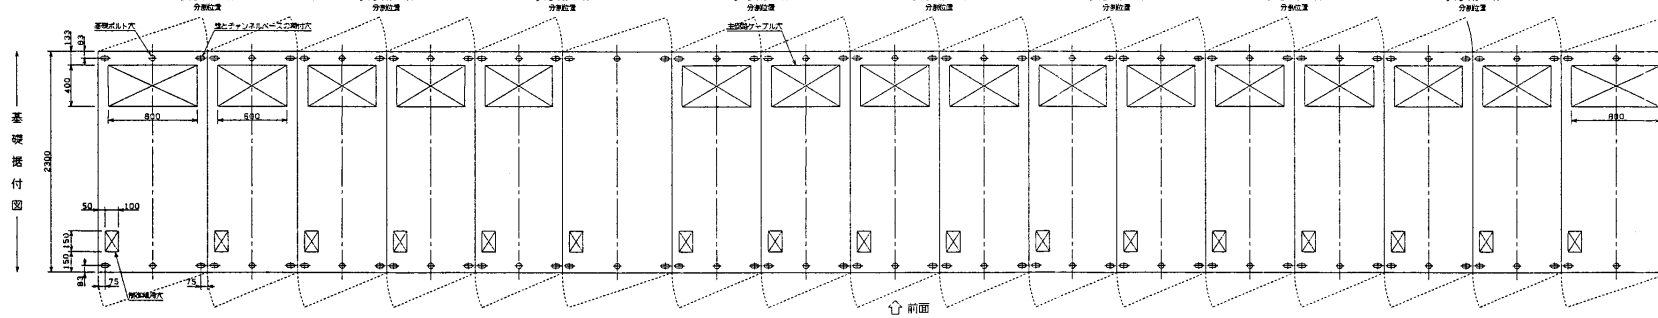 分割位置
分割位置
分割位置
分割位置
分割位置
分割位置
分割位置
分割位置
基礎ボルト穴
盤とチャンネルベースの取付穴
主回路ケーブル穴
133
83
400
800
600
800
基礎据付図
2300
50
100
150
150
83
75
75
制御線用穴
前面